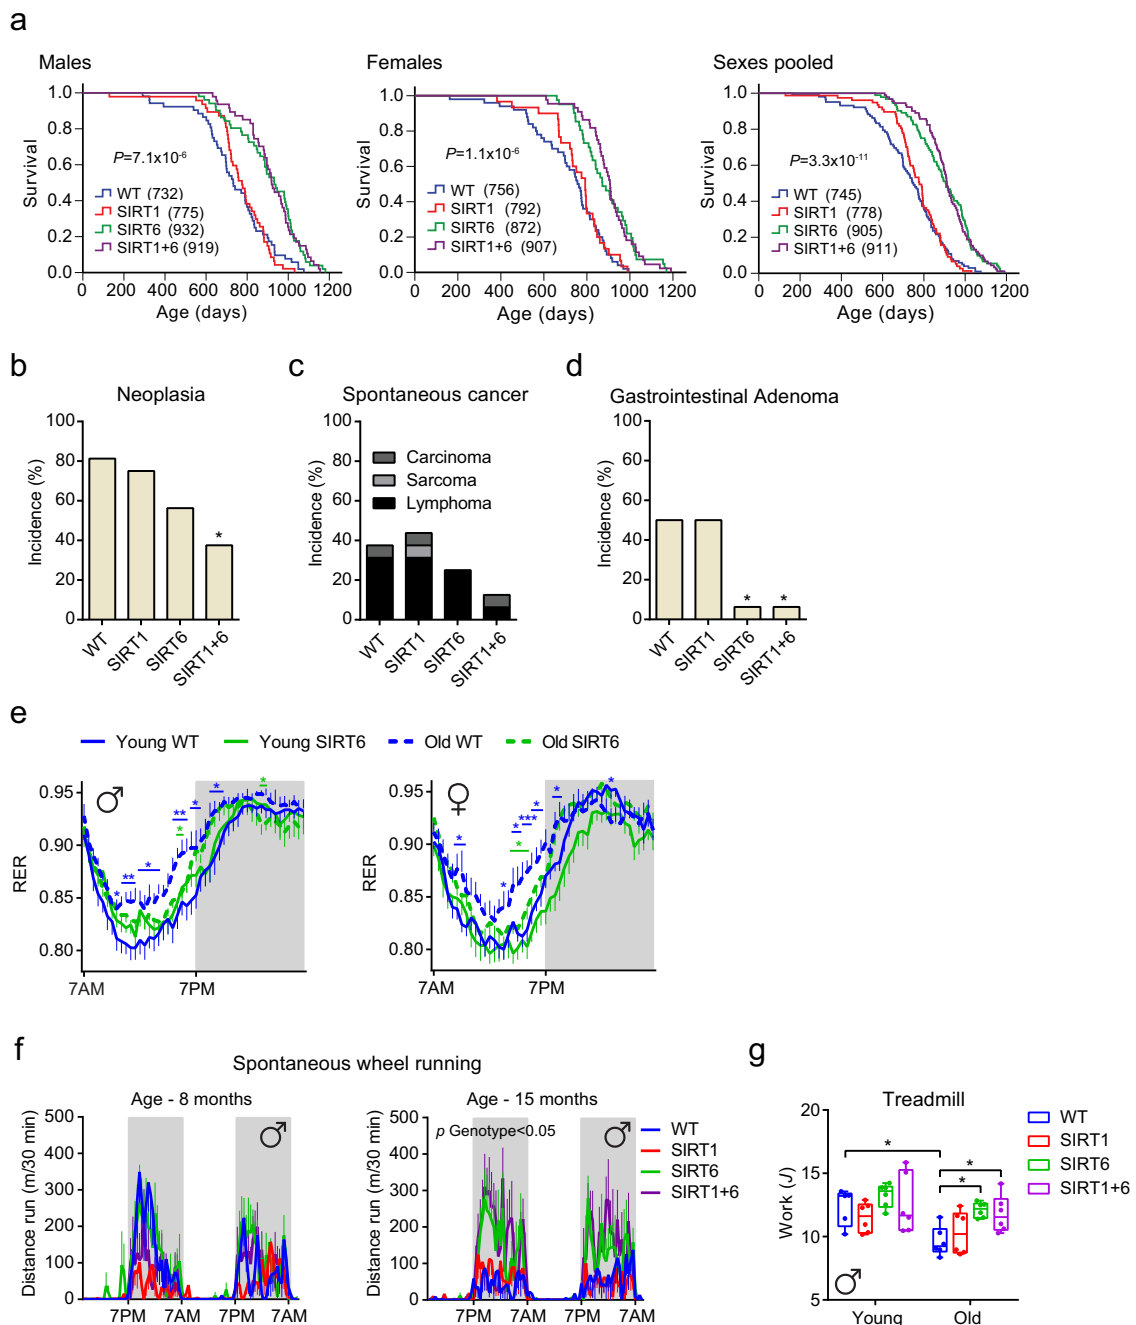 a
Males
Females
Sexes pooled
Survival
1.0
0.8
0.6
0.4
0.2
0.0
P=7.1x10⁻⁶
WT (732)
SIRT1 (775)
SIRT6 (932)
SIRT1+6 (919)
0 200 400 600 800 1000 1200
Age (days)
Survival
1.0
0.8
0.6
0.4
0.2
0.0
P=1.1x10⁻⁶
WT (756)
SIRT1 (792)
SIRT6 (872)
SIRT1+6 (907)
0 200 400 600 800 1000 1200
Age (days)
Survival
1.0
0.8
0.6
0.4
0.2
0.0
P=3.3x10⁻¹¹
WT (745)
SIRT1 (778)
SIRT6 (905)
SIRT1+6 (911)
0 200 400 600 800 1000 1200
Age (days)
b
Neoplasia
Incidence (%)
100
80
60
40
20
0
*
WT SIRT1 SIRT6 SIRT1+6
c
Spontaneous cancer
Incidence (%)
100
80
60
40
20
0
Carcinoma
Sarcoma
Lymphoma
WT SIRT1 SIRT6 SIRT1+6
d
Gastrointestinal Adenoma
Incidence (%)
100
80
60
40
20
0
* *
WT SIRT1 SIRT6 SIRT1+6
e
Young WT Young SIRT6 Old WT Old SIRT6
♂
RER
0.95
0.90
0.85
0.80
* ** * ** * * * *
7AM 7PM
♀
RER
0.95
0.90
0.85
0.80
* * * *** * * * *
7AM 7PM
f
Spontaneous wheel running
Age - 8 months
Distance run (m/30 min)
500
400
300
200
100
0
♂
7PM 7AM 7PM 7AM
Age - 15 months
Distance run (m/30 min)
500
400
300
200
100
0
p Genotype<0.05
♂
7PM 7AM 7PM 7AM
WT
SIRT1
SIRT6
SIRT1+6
g
Treadmill
Work (J)
20
15
10
5
*
*
*
♂
Young Old
WT
SIRT1
SIRT6
SIRT1+6